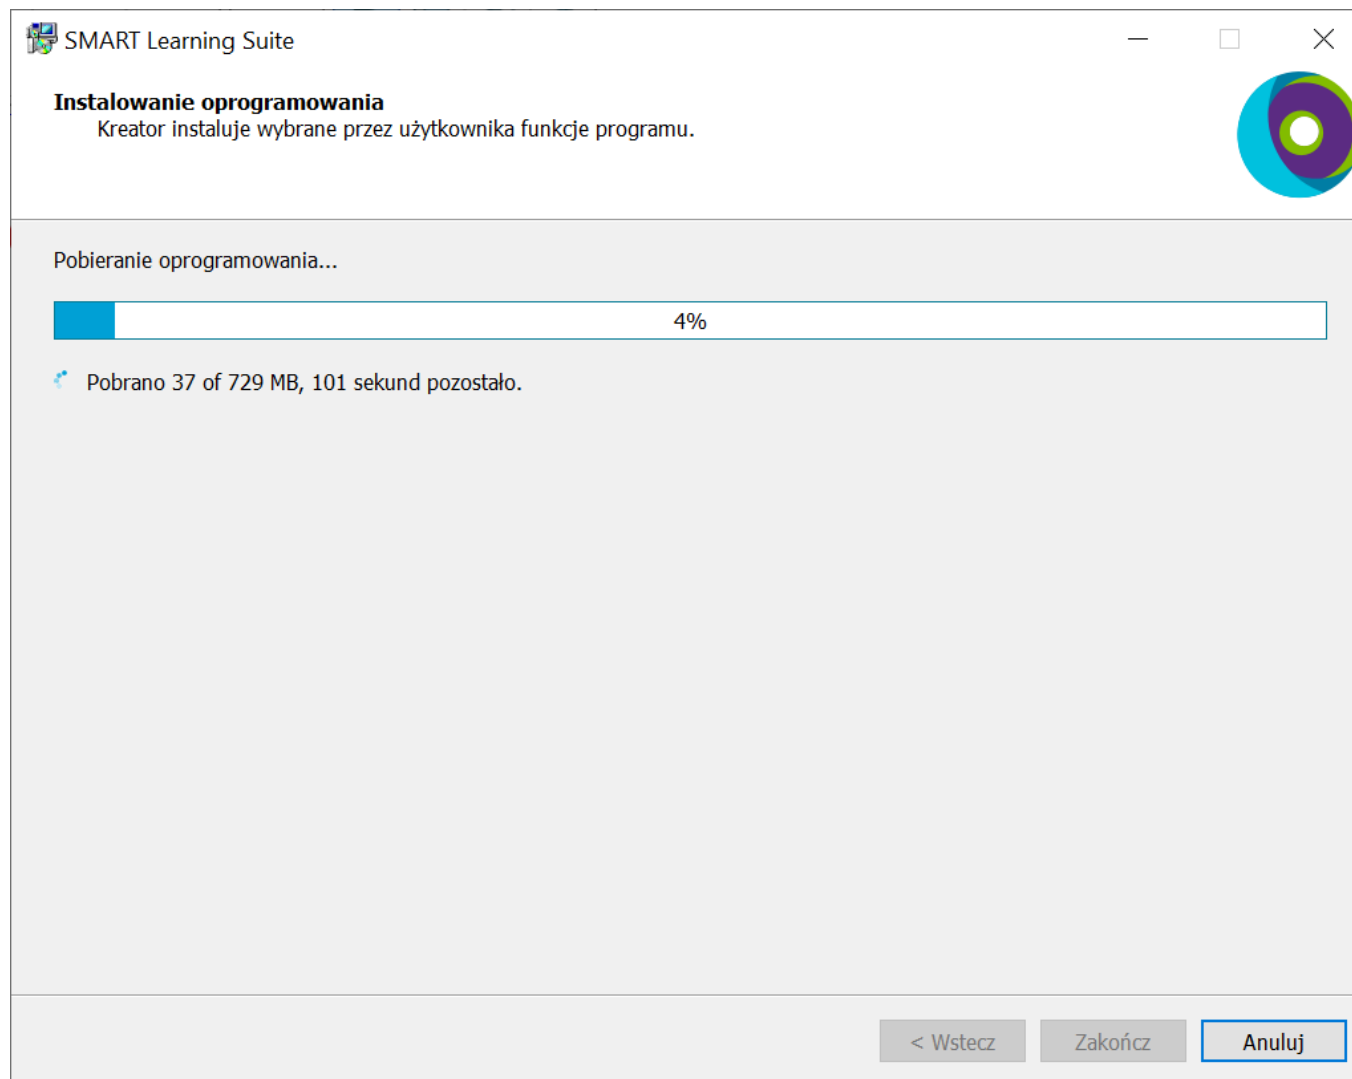 SMART Learning Suite
Instalowanie oprogramowania
Kreator instaluje wybrane przez użytkownika funkcje programu.
Pobieranie oprogramowania...
4%
Pobrano 37 of 729 MB, 101 sekund pozostało.
< Wstecz
Zakończ
Anuluj